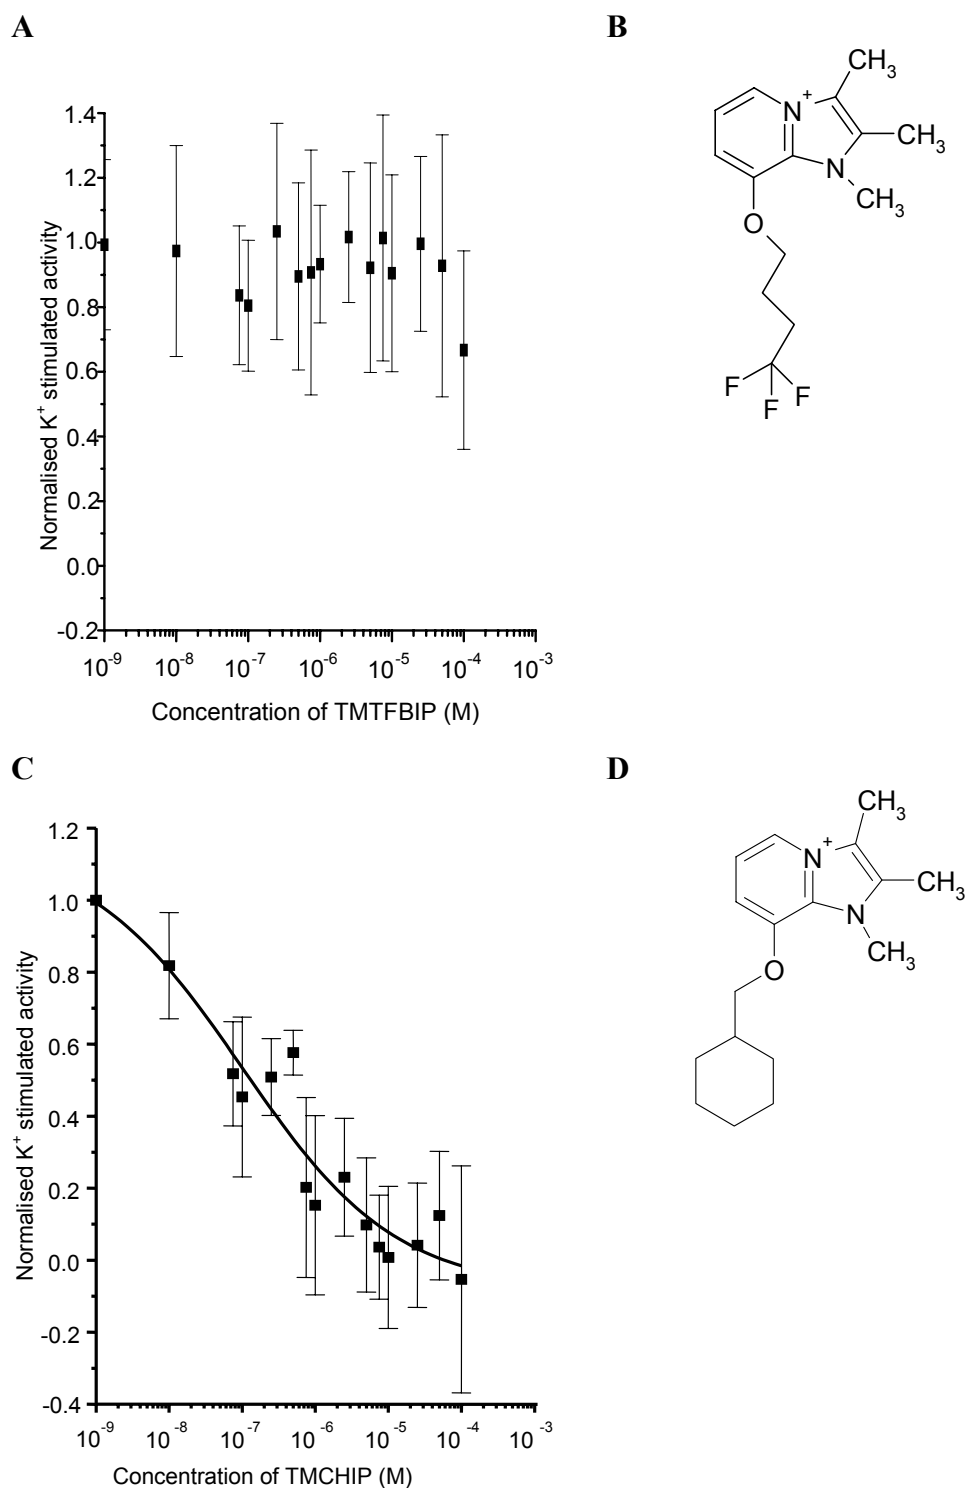 A
B
Normalised K⁺ stimulated activity
1.4
1.2
1.0
0.8
0.6
0.4
0.2
0.0
-0.2
10⁻⁹ 10⁻⁸ 10⁻⁷ 10⁻⁶ 10⁻⁵ 10⁻⁴ 10⁻³
Concentration of TMTFBIP (M)
CH₃
N⁺
CH₃
N
CH₃
O
F
F
F
C
D
Normalised K⁺ stimulated activity
1.2
1.0
0.8
0.6
0.4
0.2
0.0
-0.2
-0.4
10⁻⁹ 10⁻⁸ 10⁻⁷ 10⁻⁶ 10⁻⁵ 10⁻⁴ 10⁻³
Concentration of TMCHIP (M)
CH₃
N⁺
CH₃
N
CH₃
O